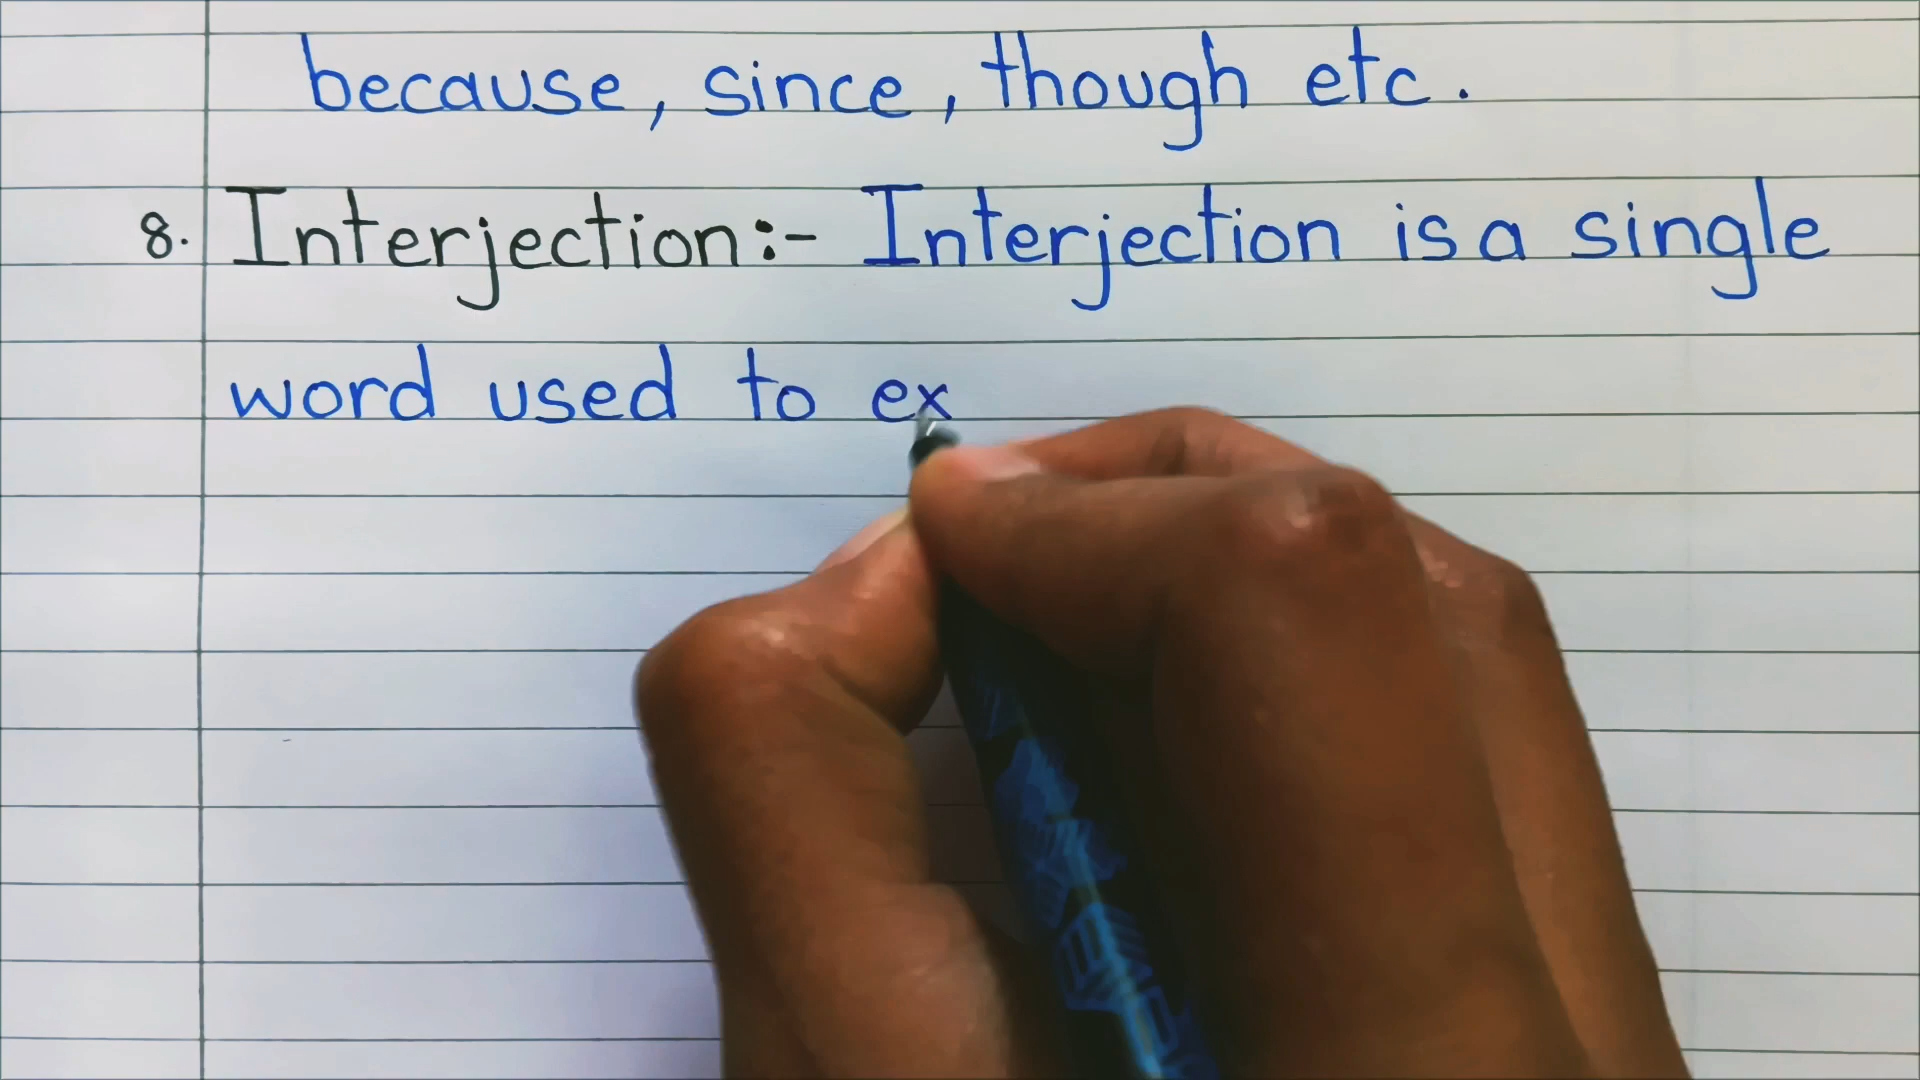 because, since, though etc.
8. Interjection:- Interjection is a single
word used to ex